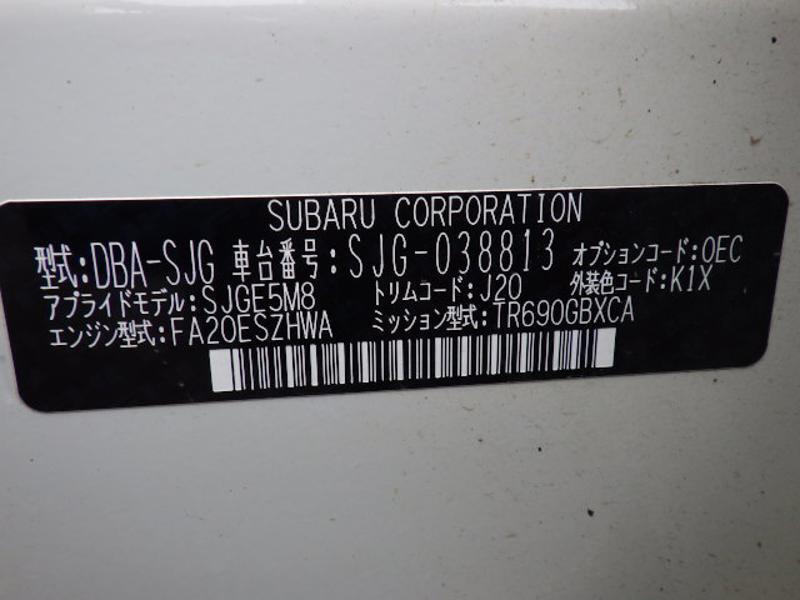 SUBARU CORPORATION
型式:DBA-SJG 車台番号:SJG-038813 オプションコード:OEC
アプライドモデル:SJGE5M8 トリムコード:J20 外装色コード:K1X
エンジン型式:FA20ESZHWA ミッション型式:TR690GBXCA